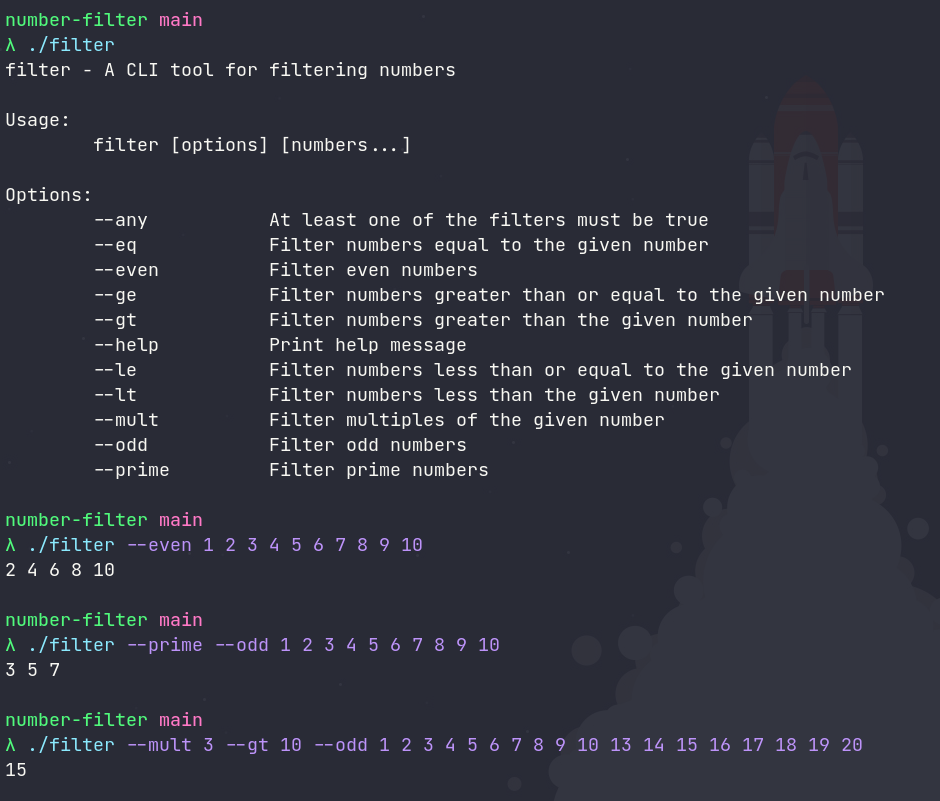 number-filter main
λ ./filter
filter - A CLI tool for filtering numbers
Usage:
filter [options] [numbers...]
Options:
--any At least one of the filters must be true
--eq Filter numbers equal to the given number
--even Filter even numbers
--ge Filter numbers greater than or equal to the given number
--gt Filter numbers greater than the given number
--help Print help message
--le Filter numbers less than or equal to the given number
--lt Filter numbers less than the given number
--mult Filter multiples of the given number
--odd Filter odd numbers
--prime Filter prime numbers
number-filter main
λ ./filter --even 1 2 3 4 5 6 7 8 9 10
2 4 6 8 10
number-filter main
λ ./filter --prime --odd 1 2 3 4 5 6 7 8 9 10
3 5 7
number-filter main
λ ./filter --mult 3 --gt 10 --odd 1 2 3 4 5 6 7 8 9 10 13 14 15 16 17 18 19 20
15